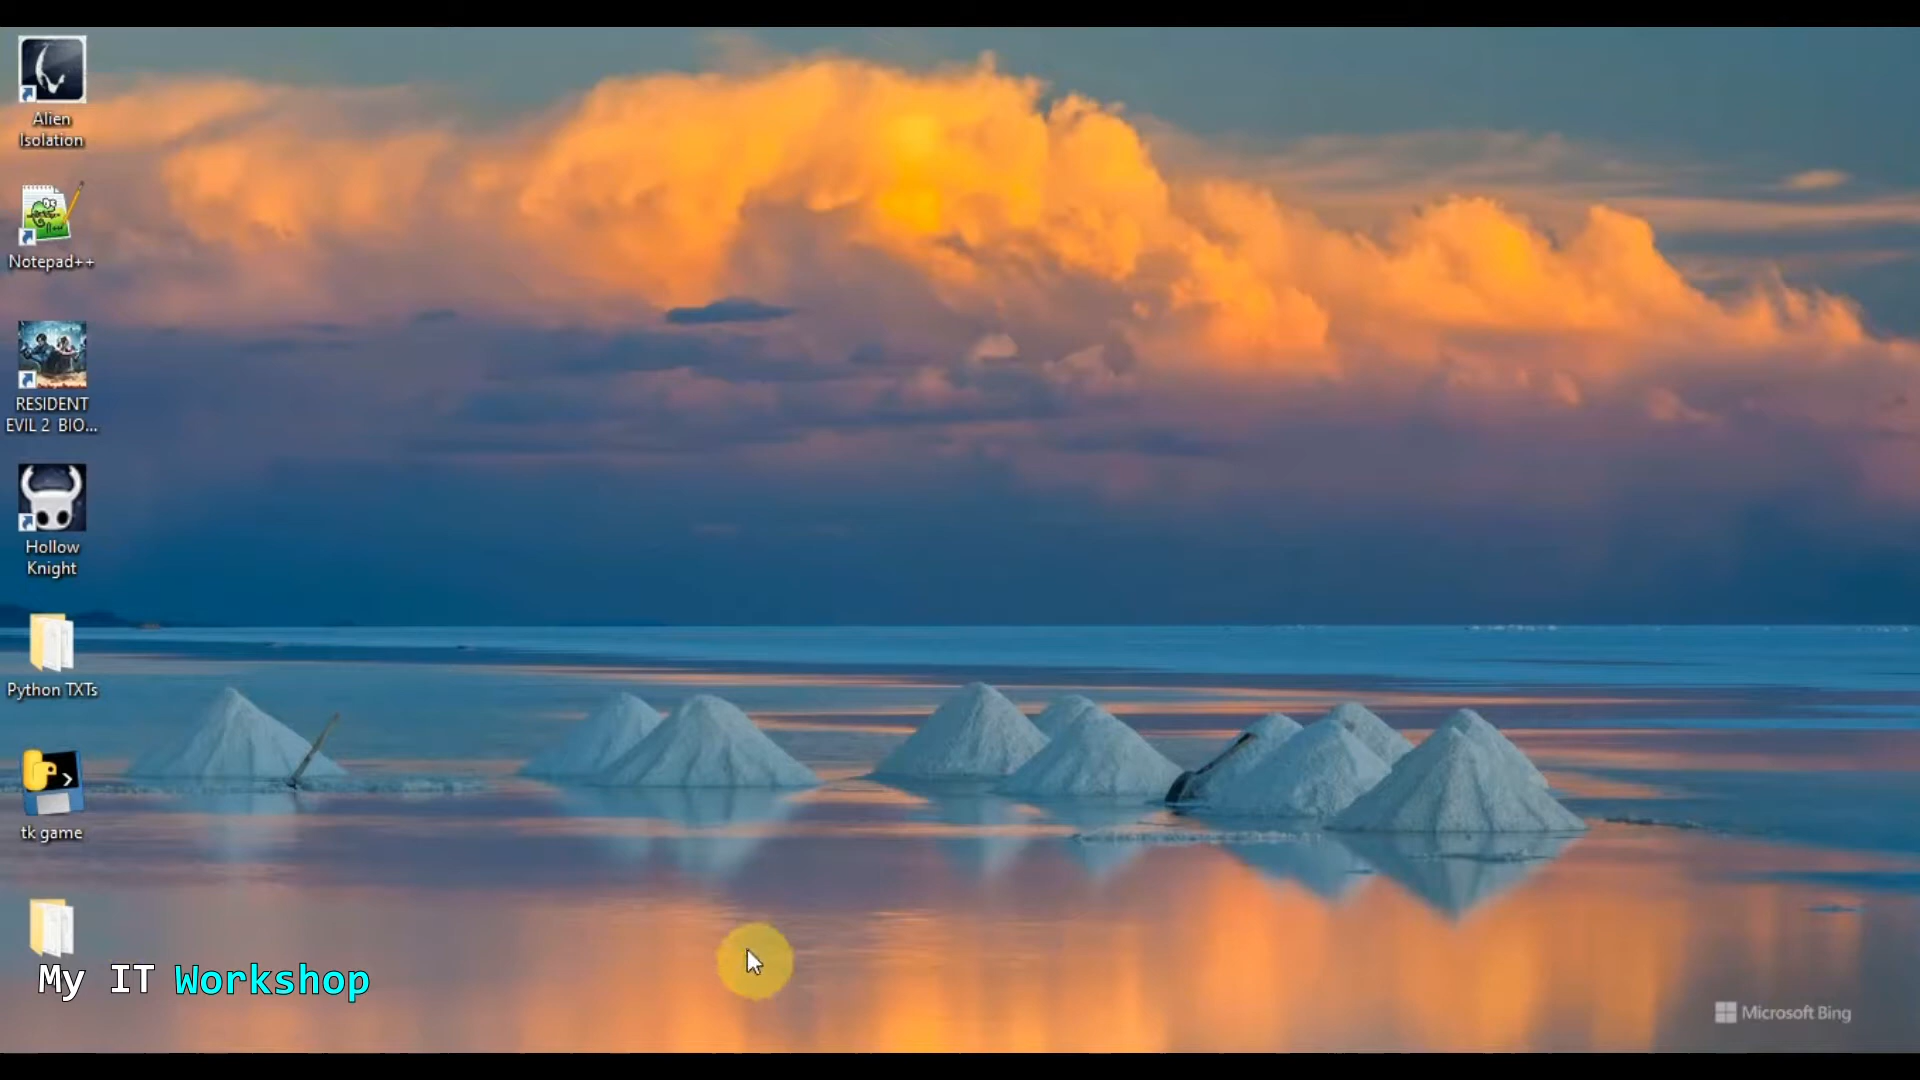 Alien
Isolation
Notepad++
RESIDENT
EVIL 2 BIO...
Hollow
Knight
Python TXTs
tk game
My IT Workshop
Microsoft Bing